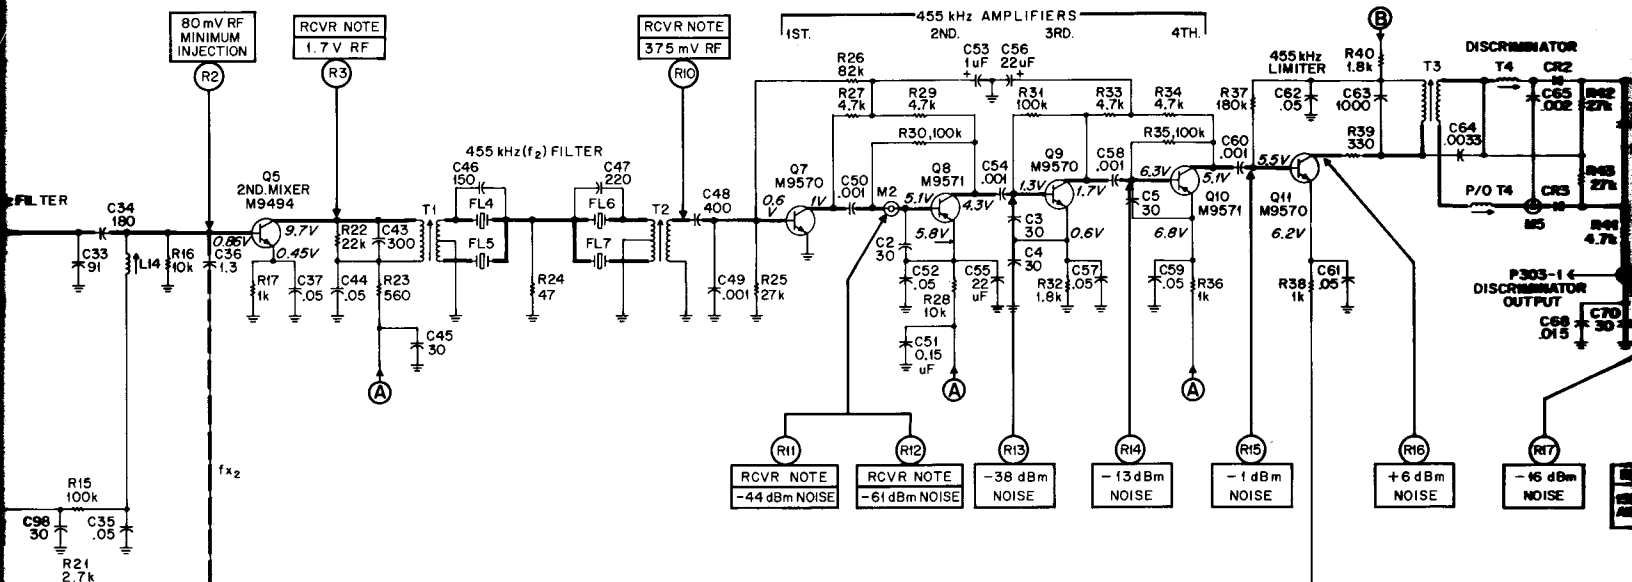 80 mV RF
MINIMUM
INJECTION
R2
RCVR NOTE
1.7 V RF
R3
RCVR NOTE
375 mV RF
R10
455 kHz AMPLIFIERS
1ST.
2ND.
3RD.
4TH.
C53
1uF
+
C56
22uF
+
R26
82k
R27
4.7k
R29
4.7k
R31
100k
R33
4.7k
R34
4.7k
R30,100k
R35,100k
R37
180k
C60
.001
455kHz
LIMITER
C62
.05
B
R40
1.8k
C63
1000
T3
DISCRIMINATOR
T4
CR2
C65
.002
R42
27k
R39
330
C64
.0033
R43
27k
P/O T4
CR3
M5
R44
4.7k
P303-1
DISCRIMINATOR
OUTPUT
C68
.015
C70
30
FILTER
C34
180
C33
91
L14
R16
10k
Q5
2ND.MIXER
M9494
0.86V
C36
1.3
9.7V
0.45V
R17
1k
C37
.05
R22
22k
C43
300
C44
.05
R23
560
C45
30
A
T1
455 kHz(f2) FILTER
C46
150
FL4
FL5
R24
47
C47
220
FL6
FL7
T2
C48
400
C49
.001
R25
27k
0.6
V
Q7
M9570
1V
C50
.001
M2
Q8
M9571
5.1V
4.3V
5.8V
C2
30
C52
.05
R28
10k
C55
22
uF
C51
0.15
uF
A
C54
.001
1.3V
Q9
M9570
1.7V
0.6V
C3
30
C4
30
R32
1.8k
C57
.05
C58
.001
6.3V
C5
30
5.1V
Q10
M9571
6.8V
C59
.05
R36
1k
A
5.5V
Q11
M9570
6.2V
R38
1k
C61
.05
fx2
R15
100k
C98
30
C35
.05
R21
2.7k
R11
RCVR NOTE
-44 dBm NOISE
R12
RCVR NOTE
-61 dBm NOISE
R13
-38 dBm
NOISE
R14
-13 dBm
NOISE
R15
-1 dBm
NOISE
R16
+6 dBm
NOISE
R17
-16 dBm
NOISE